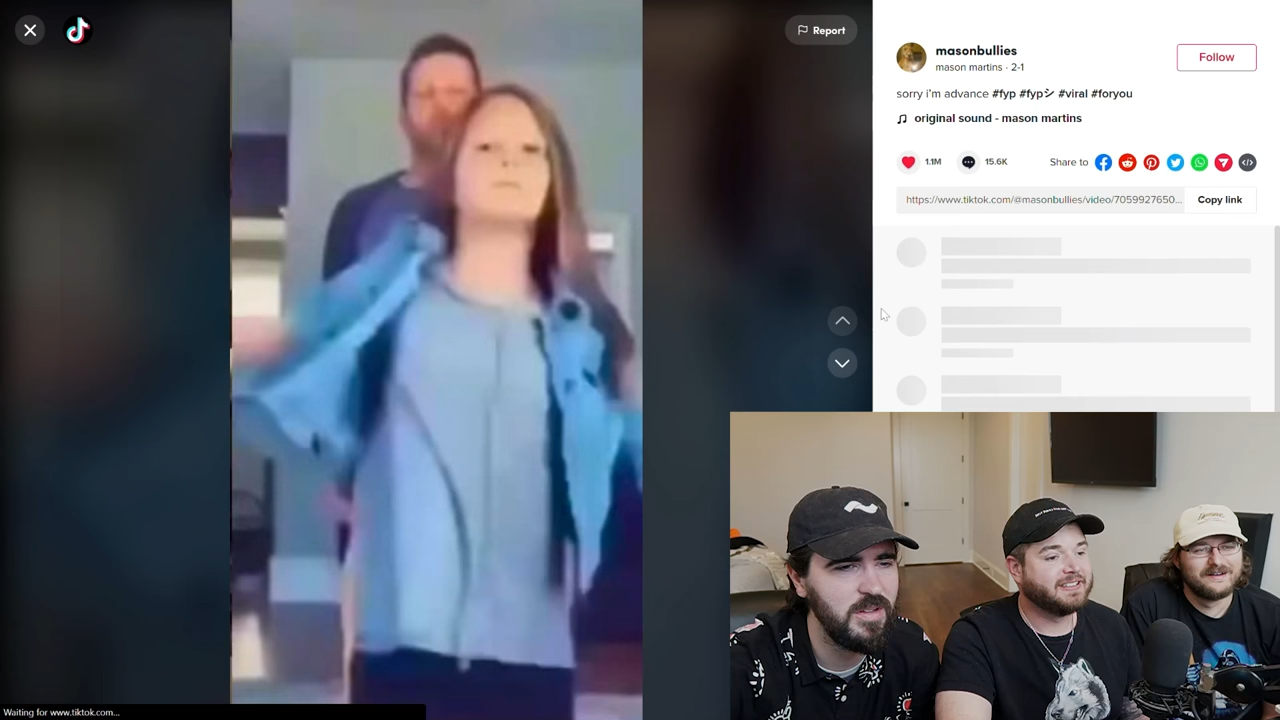 Report
masonbullies
mason martins · 2-1
Follow
sorry i'm advance #fyp #fypシ #viral #foryou
original sound - mason martins
1.1M
15.6K
Share to
https://www.tiktok.com/@masonbullies/video/7059927650...
Copy link
Waiting for www.tiktok.com...